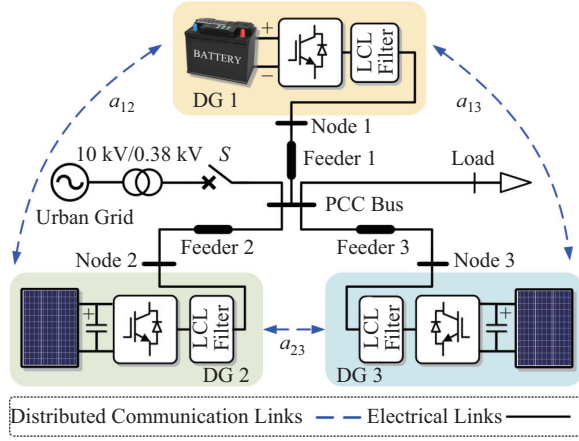 +
BATTERY
−
LCL
Filter
DG 1
a12
a13
Node 1
10 kV/0.38 kV
S
Feeder 1
Load
Urban Grid
PCC Bus
Feeder 2
Feeder 3
Node 2
Node 3
+
LCL
Filter
DG 2
a23
LCL
Filter
+
DG 3
Distributed Communication Links
Electrical Links